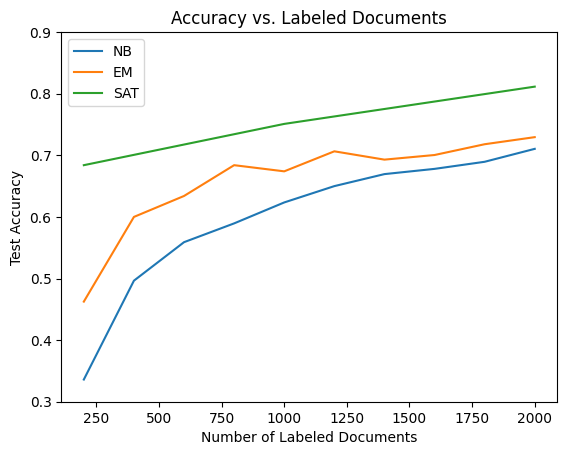 Accuracy vs. Labeled Documents
NB
EM
SAT
Test Accuracy
0.9
0.8
0.7
0.6
0.5
0.4
0.3
250 500 750 1000 1250 1500 1750 2000
Number of Labeled Documents